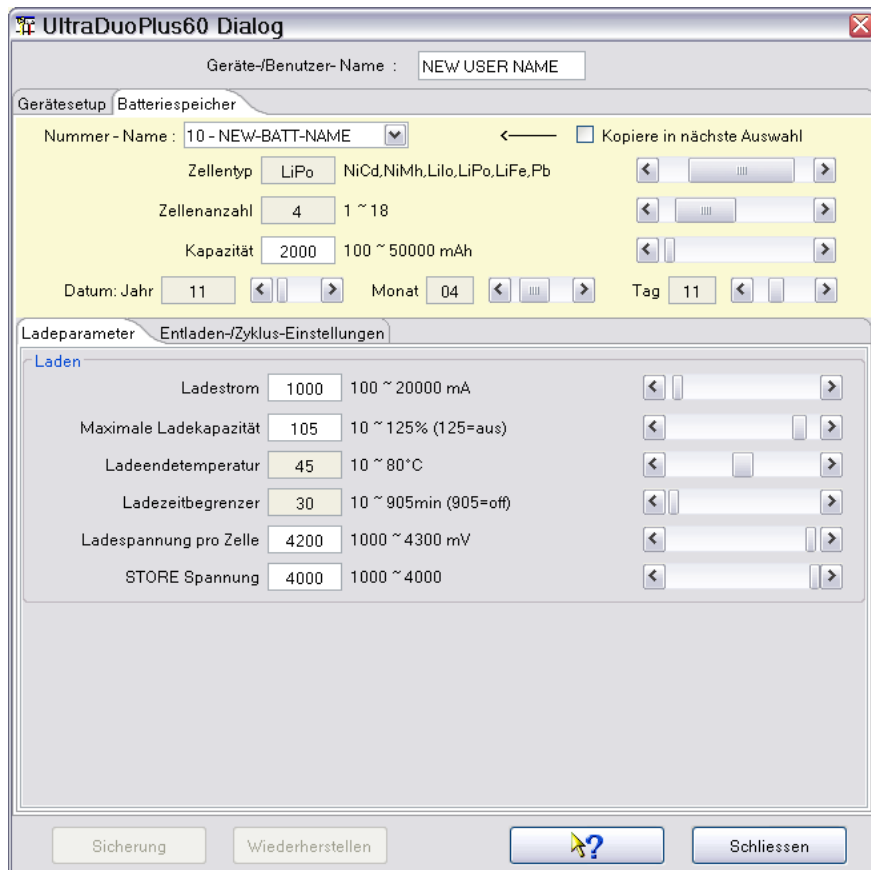 UltraDuoPlus60 Dialog
Geräte-/Benutzer- Name : NEW USER NAME
Gerätesetup Batteriespeicher
Nummer - Name : 10 - NEW-BATT-NAME <—— Kopiere in nächste Auswahl
Zellentyp LiPo NiCd,NiMh,LiIo,LiPo,LiFe,Pb
Zellenanzahl 4 1 ~ 18
Kapazität 2000 100 ~ 50000 mAh
Datum: Jahr 11 Monat 04 Tag 11
Ladeparameter Entladen-/Zyklus-Einstellungen
Laden
Ladestrom 1000 100 ~ 20000 mA
Maximale Ladekapazität 105 10 ~ 125% (125=aus)
Ladeendetemperatur 45 10 ~ 80°C
Ladezeitbegrenzer 30 10 ~ 905min (905=off)
Ladespannung pro Zelle 4200 1000 ~ 4300 mV
STORE Spannung 4000 1000 ~ 4000
Sicherung Wiederherstellen ? Schliessen